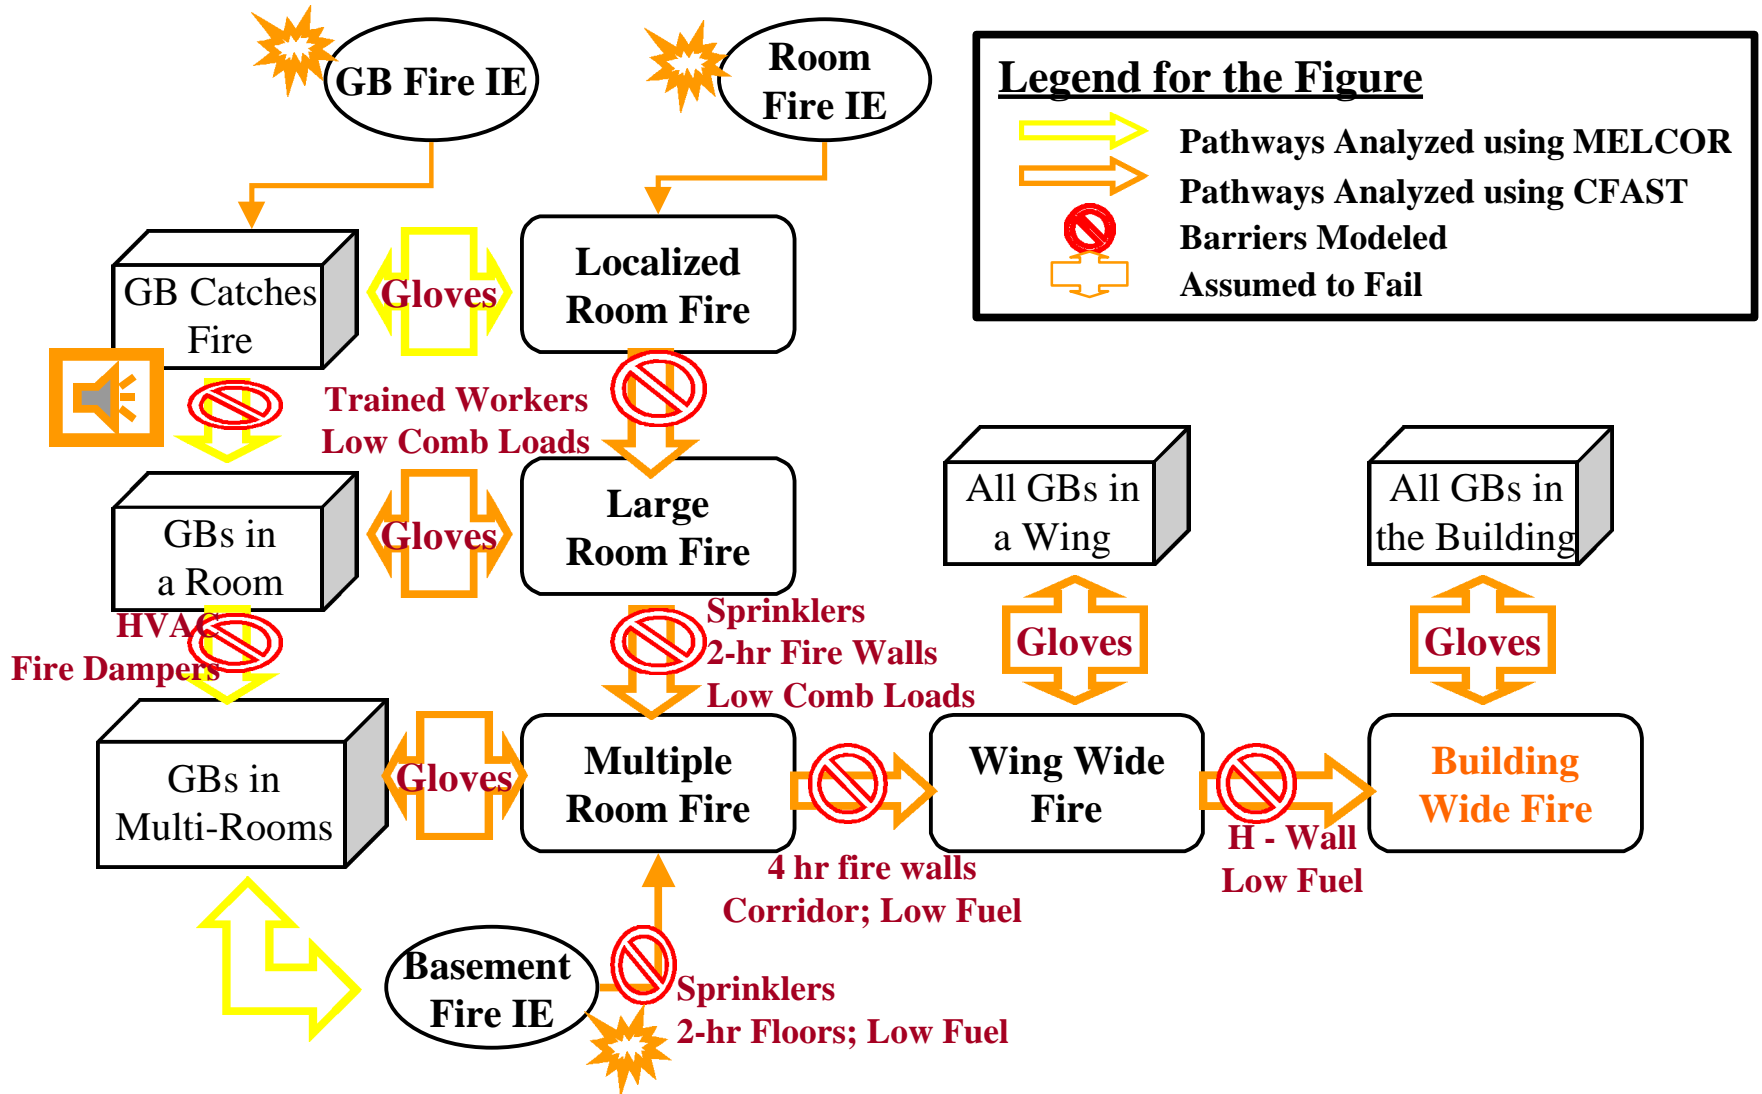 GB Fire IE
Room
Fire IE
Legend for the Figure
Pathways Analyzed using MELCOR
Pathways Analyzed using CFAST
Barriers Modeled
Assumed to Fail
GB Catches
Fire
Gloves
Localized
Room Fire
Trained Workers
Low Comb Loads
GBs in
a Room
Gloves
Large
Room Fire
All GBs in
a Wing
All GBs in
the Building
HVAC
Fire Dampers
Sprinklers
2-hr Fire Walls
Low Comb Loads
Gloves
Gloves
GBs in
Multi-Rooms
Gloves
Multiple
Room Fire
Wing Wide
Fire
Building
Wide Fire
4 hr fire walls
Corridor; Low Fuel
H - Wall
Low Fuel
Basement
Fire IE
Sprinklers
2-hr Floors; Low Fuel